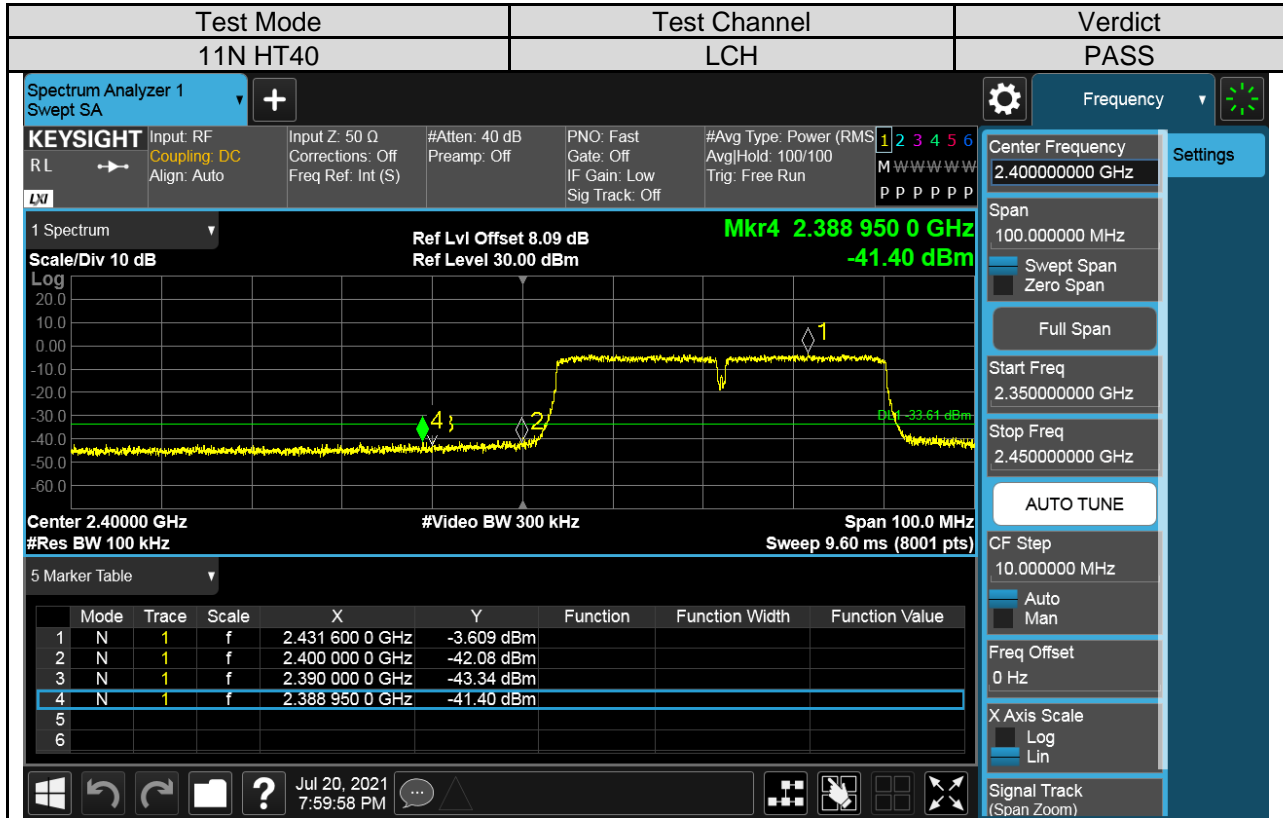 Test Mode Test Channel Verdict
11N HT40 LCH PASS
Spectrum Analyzer 1
Swept SA
Frequency
KEYSIGHT
RL
LXI
Input: RF
Coupling: DC
Align: Auto
Input Z: 50 Ω
Corrections: Off
Freq Ref: Int (S)
#Atten: 40 dB
Preamp: Off
PNO: Fast
Gate: Off
IF Gain: Low
Sig Track: Off
#Avg Type: Power (RMS
Avg|Hold: 100/100
Trig: Free Run
1 2 3 4 5 6
M W W W W W
P P P P P P
1 Spectrum
Scale/Div 10 dB
Ref Lvl Offset 8.09 dB
Ref Level 30.00 dBm
Mkr4 2.388 950 0 GHz
-41.40 dBm
Log
20.0
10.0
0.00
-10.0
-20.0
-30.0
-40.0
-50.0
-60.0
1
4
2
DL1 -33.61 dBm
Center 2.40000 GHz #Video BW 300 kHz Span 100.0 MHz
#Res BW 100 kHz Sweep 9.60 ms (8001 pts)
5 Marker Table
Mode Trace Scale X Y Function Function Width Function Value
1 N 1 f 2.431 600 0 GHz -3.609 dBm
2 N 1 f 2.400 000 0 GHz -42.08 dBm
3 N 1 f 2.390 000 0 GHz -43.34 dBm
4 N 1 f 2.388 950 0 GHz -41.40 dBm
5
6
?
Jul 20, 2021
7:59:58 PM
Center Frequency
2.400000000 GHz
Settings
Span
100.000000 MHz
Swept Span
Zero Span
Full Span
Start Freq
2.350000000 GHz
Stop Freq
2.450000000 GHz
AUTO TUNE
CF Step
10.000000 MHz
Auto
Man
Freq Offset
0 Hz
X Axis Scale
Log
Lin
Signal Track
(Span Zoom)